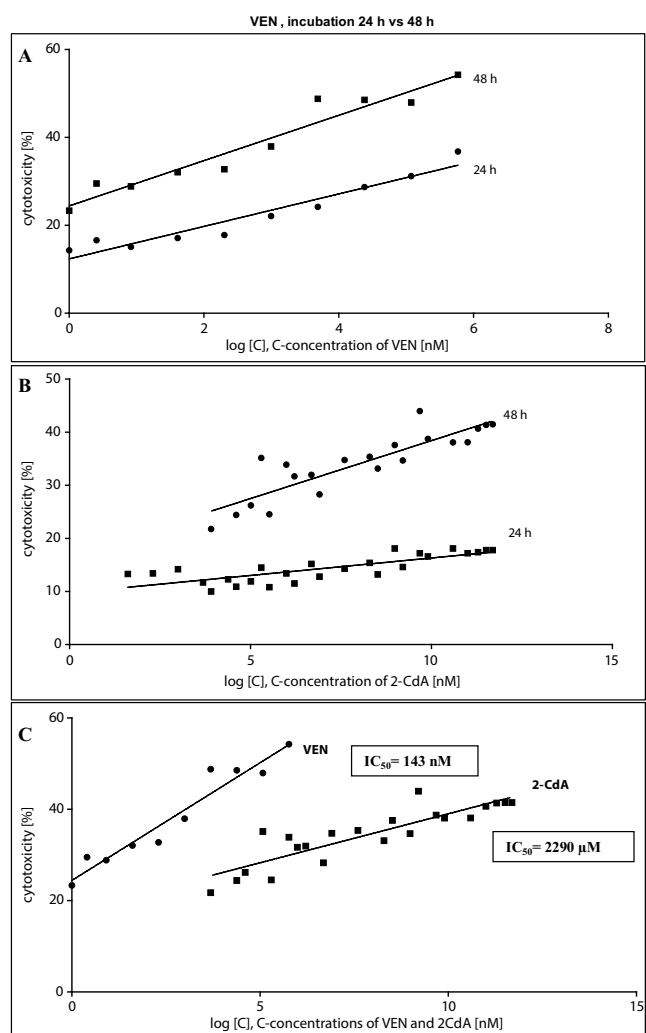 VEN , incubation 24 h vs 48 h
A
60
40
20
0
cytotoxicity [%]
48 h
24 h
0 2 4 6 8
log [C], C-concentration of VEN [nM]
B
50
40
30
20
10
0
cytotoxicity [%]
48 h
24 h
0 5 10 15
log [C], C-concentration of 2-CdA [nM]
C
60
40
20
0
cytotoxicity [%]
VEN
IC₅₀= 143 nM
2-CdA
IC₅₀= 2290 µM
0 5 10 15
log [C], C-concentrations of VEN and 2CdA [nM]